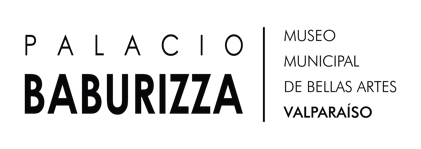 PALACIO
BABURIZZA
MUSEO
MUNICIPAL
DE BELLAS ARTES
VALPARAÍSO